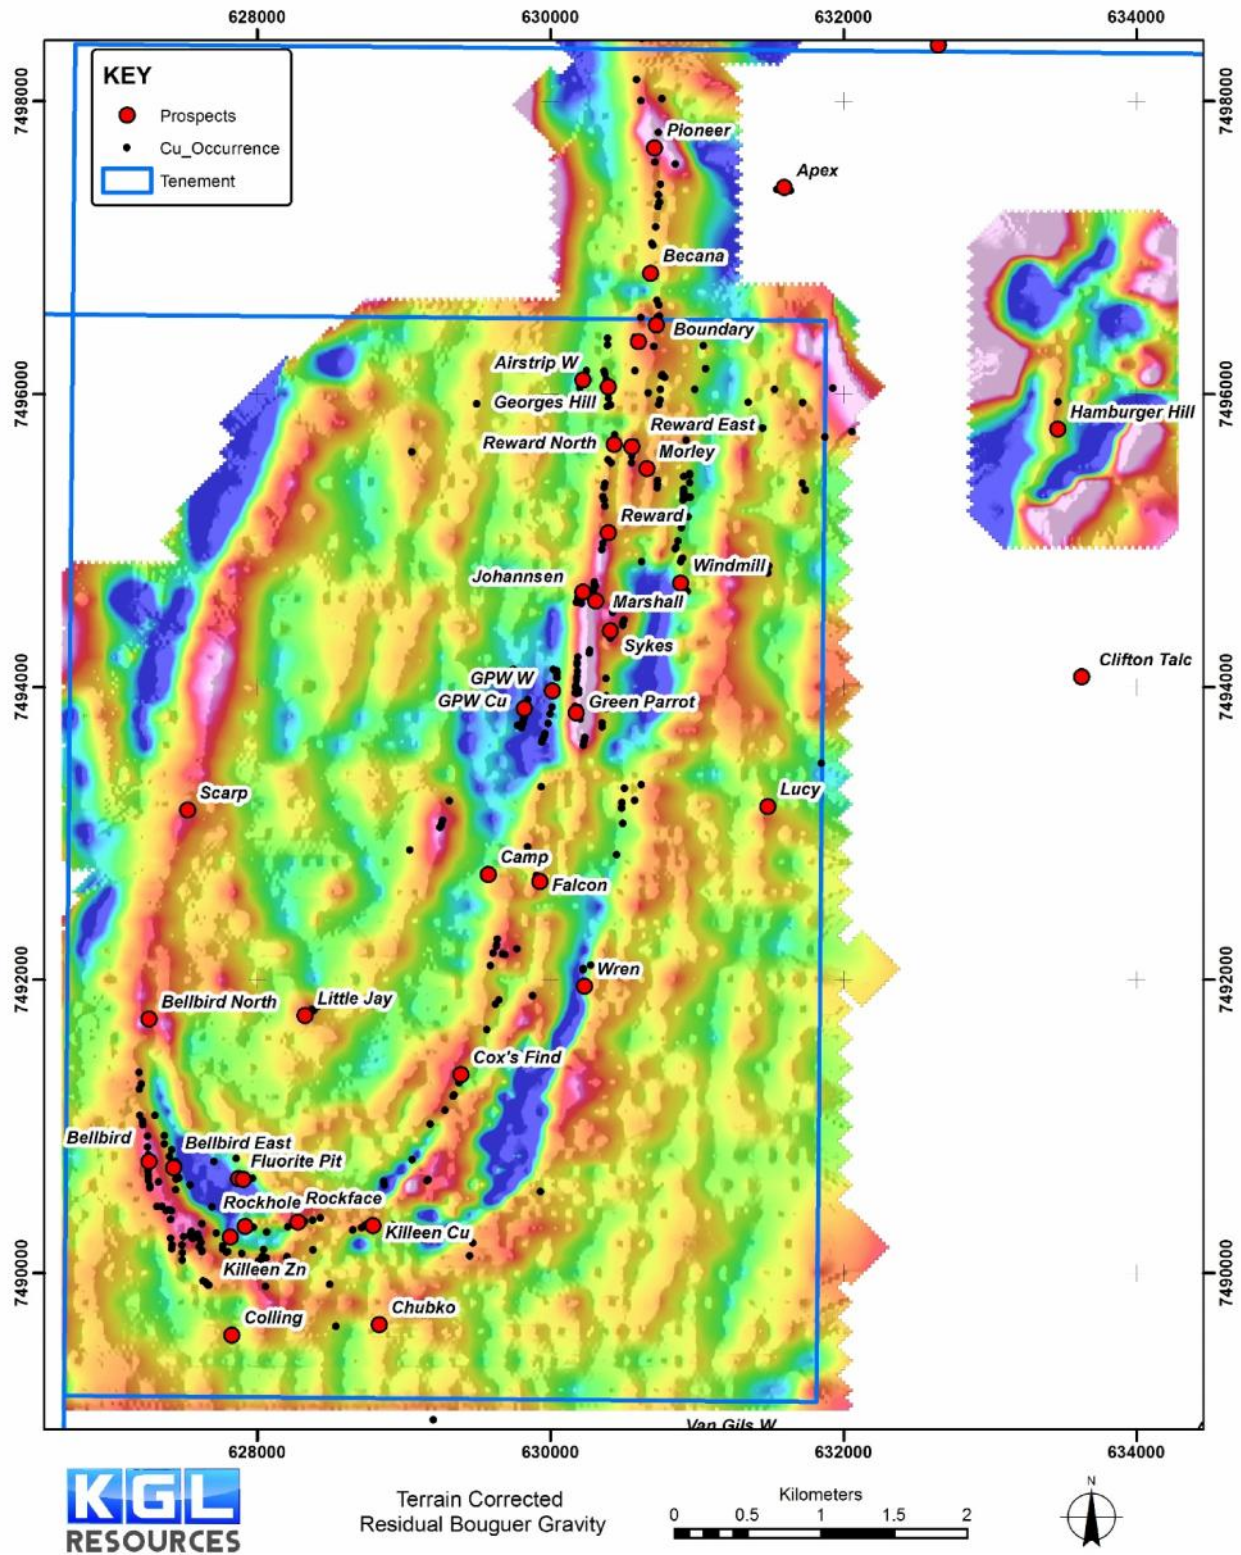 628000 630000 632000 634000
KEY
Prospects
Cu_Occurrence
Tenement
7498000 7498000
Pioneer
Apex
Becana
Boundary
Airstrip W
7496000 7496000
Georges Hill
Hamburger Hill
Reward East
Reward North
Morley
Reward
Windmill
Johannsen
Marshall
Sykes
Clifton Talc
GPW W
7494000 7494000
GPW Cu
Green Parrot
Scarp
Lucy
Camp
Falcon
Wren
7492000 7492000
Bellbird North
Little Jay
Cox's Find
Bellbird
Bellbird East
Fluorite Pit
Rockhole Rockface
Killeen Cu
Killeen Zn
7490000 7490000
Chubko
Colling
Van Gils W
628000 630000 632000 634000
KGL
RESOURCES
Terrain Corrected
Residual Bouguer Gravity
Kilometers
0 0.5 1 1.5 2
N